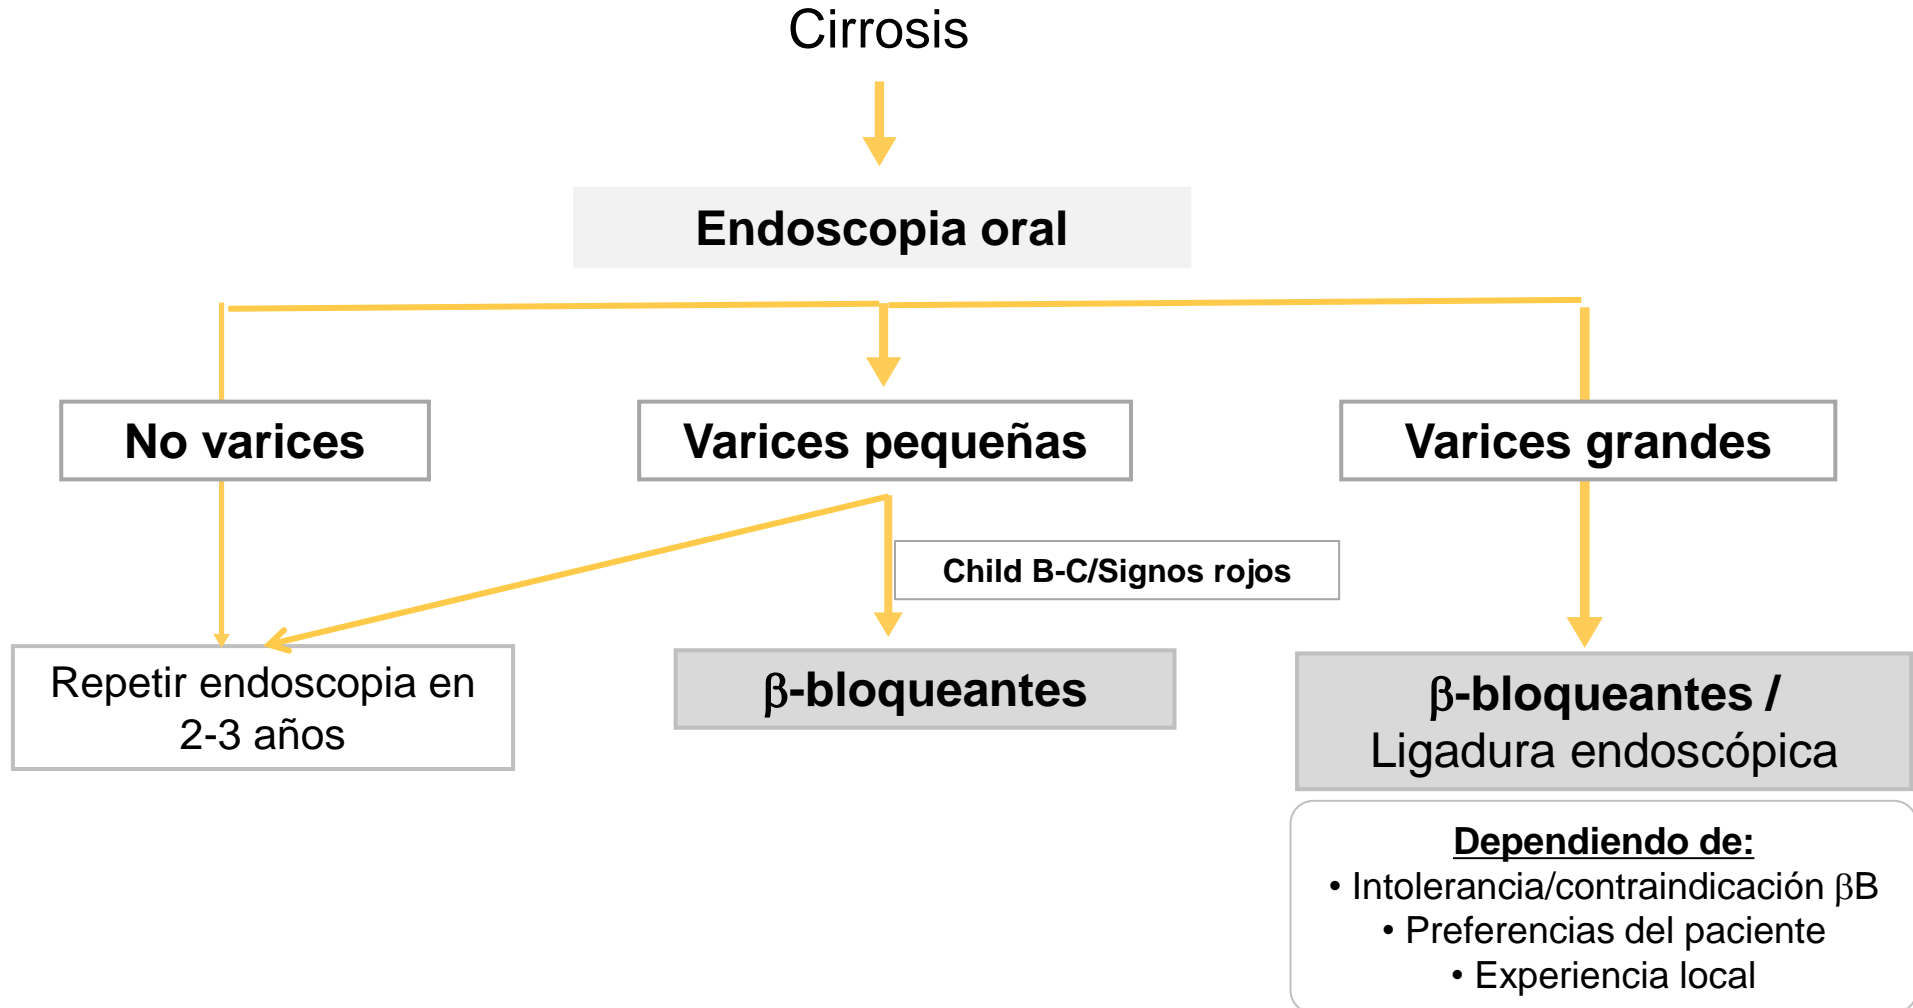 Cirrosis
Endoscopia oral
No varices
Varices pequeñas
Varices grandes
Child B-C/Signos rojos
Repetir endoscopia en
2-3 años
β-bloqueantes
β-bloqueantes /
Ligadura endoscópica
Dependiendo de:
• Intolerancia/contraindicación βB
• Preferencias del paciente
• Experiencia local